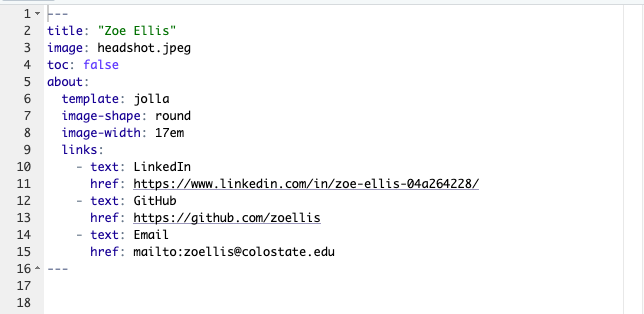 1 ---
2 title: "Zoe Ellis"
3 image: headshot.jpeg
4 toc: false
5 about:
6   template: jolla
7   image-shape: round
8   image-width: 17em
9   links:
10     - text: LinkedIn
11       href: https://www.linkedin.com/in/zoe-ellis-04a264228/
12     - text: GitHub
13       href: https://github.com/zoellis
14     - text: Email
15       href: mailto:zoellis@colostate.edu
16 ---
17
18